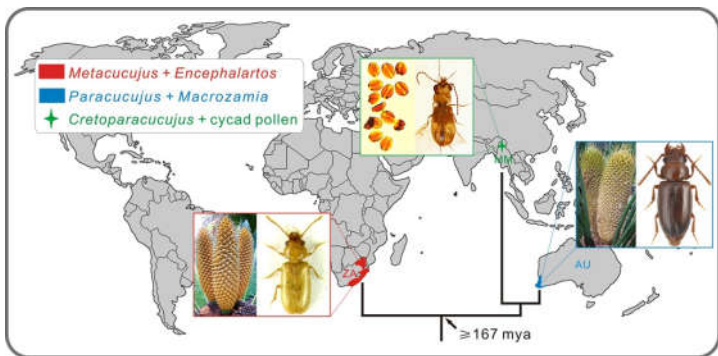 Metacucujus + Encephalartos
Paracucujus + Macrozamia
Cretoparacucujus + cycad pollen
MM
ZA
AU
≥167 mya